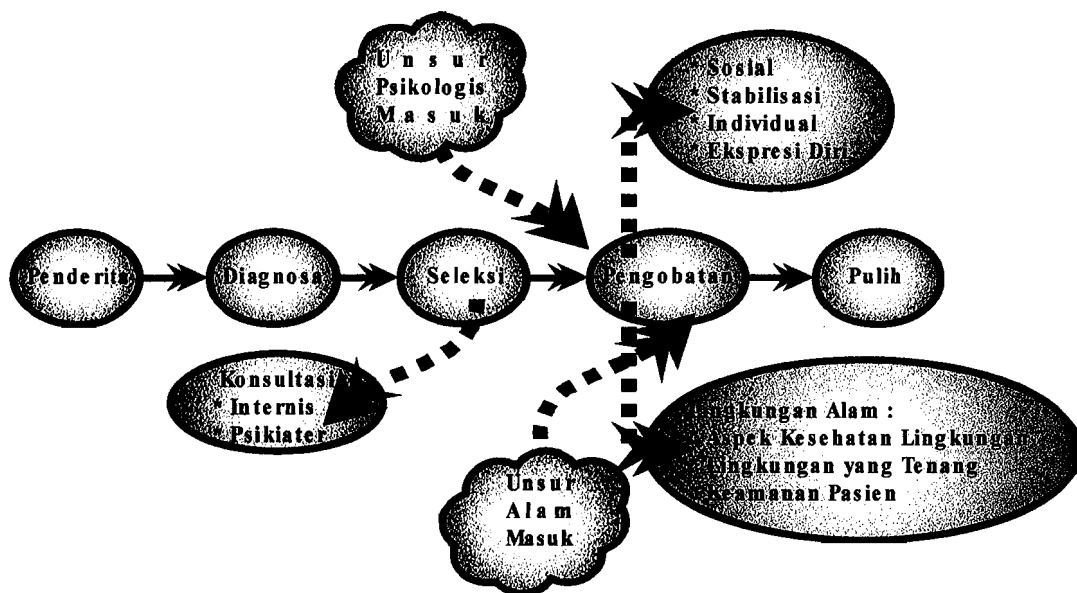 Unsur
Psikologis
Masuk
* Sosial
* Stabilisasi
* Individual
* Ekspresi Diri
Penderita
Diagnosa
Seleksi
Pengobatan
Pulih
Konsultasi
* Internis
* Psikiater
Lingkungan Alam :
Aspek Kesehatan Lingkungan
Lingkungan yang Tenang
Keamanan Pasien
Unsur
Alam
Masuk